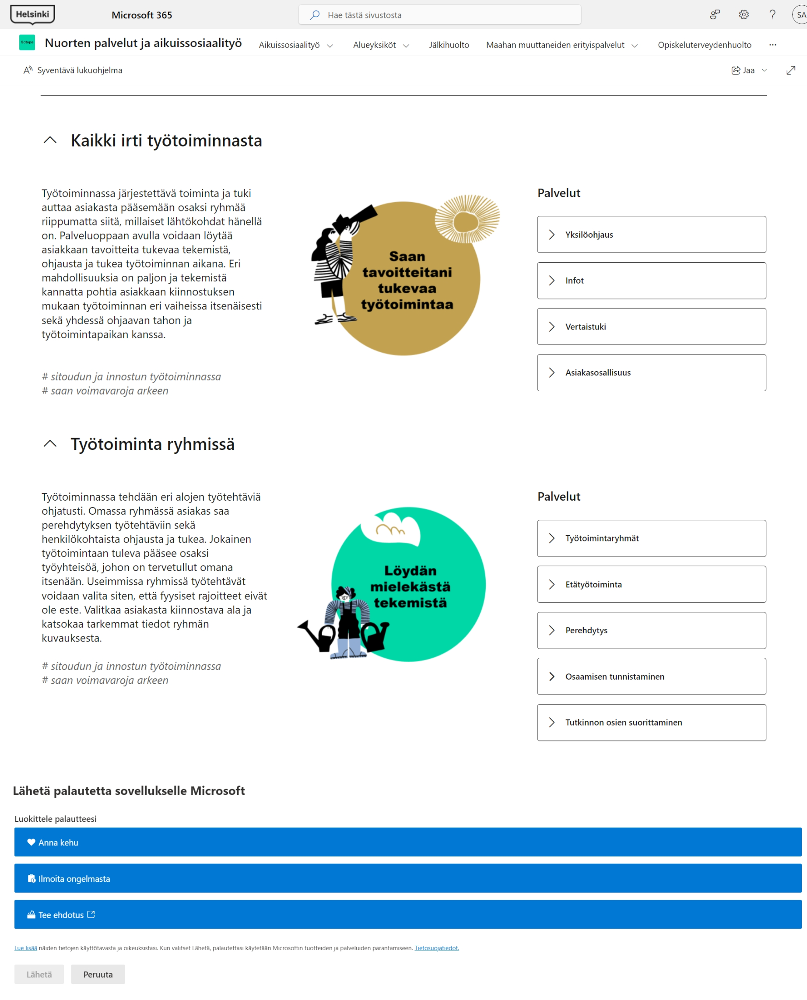 Helsinki
Microsoft 365
Hae tästä sivustosta
SA
Sotepe
Nuorten palvelut ja aikuissosiaalityö
Aikuissosiaalityö
Alueyksiköt
Jälkihuolto
Maahan muuttaneiden erityispalvelut
Opiskeluterveydenhuolto
...
Syventävä lukuohjelma
Jaa
Kaikki irti työtoiminnasta
Työtoiminnassa järjestettävä toiminta ja tuki
auttaa asiakasta pääsemään osaksi ryhmää
riippumatta siitä, millaiset lähtökohdat hänellä
on. Palveluoppaan avulla voidaan löytää
asiakkaan tavoitteita tukevaa tekemistä,
ohjausta ja tukea työtoiminnan aikana. Eri
mahdollisuuksia on paljon ja tekemistä
kannatta pohtia asiakkaan kiinnostuksen
mukaan työtoiminnan eri vaiheissa itsenäisesti
sekä yhdessä ohjaavan tahon ja
työtoimintapaikan kanssa.
# sitoudun ja innostun työtoiminnassa
# saan voimavaroja arkeen
Saan
tavoitteitani
tukevaa
työtoimintaa
Palvelut
Yksilöohjaus
Infot
Vertaistuki
Asiakasosallisuus
Työtoiminta ryhmissä
Työtoiminnassa tehdään eri alojen työtehtäviä
ohjatusti. Omassa ryhmässä asiakas saa
perehdytyksen työtehtäviin sekä
henkilökohtaista ohjausta ja tukea. Jokainen
työtoimintaan tuleva pääsee osaksi
työyhteisöä, johon on tervetullut omana
itsenään. Useimmissa ryhmissä työtehtävät
voidaan valita siten, että fyysiset rajoitteet eivät
ole este. Valitkaa asiakasta kiinnostava ala ja
katsokaa tarkemmat tiedot ryhmän
kuvauksesta.
# sitoudun ja innostun työtoiminnassa
# saan voimavaroja arkeen
Löydän
mielekästä
tekemistä
Palvelut
Työtoimintaryhmät
Etätyötoiminta
Perehdytys
Osaamisen tunnistaminen
Tutkinnon osien suorittaminen
Lähetä palautetta sovellukselle Microsoft
Luokittele palautteesi
Anna kehu
Ilmoita ongelmasta
Tee ehdotus
Lue lisää näiden tietojen käyttötavasta ja oikeuksistasi. Kun valitset Lähetä, palautettasi käytetään Microsoftin tuotteiden ja palveluiden parantamiseen. Tietosuojatiedot.
Lähetä
Peruuta